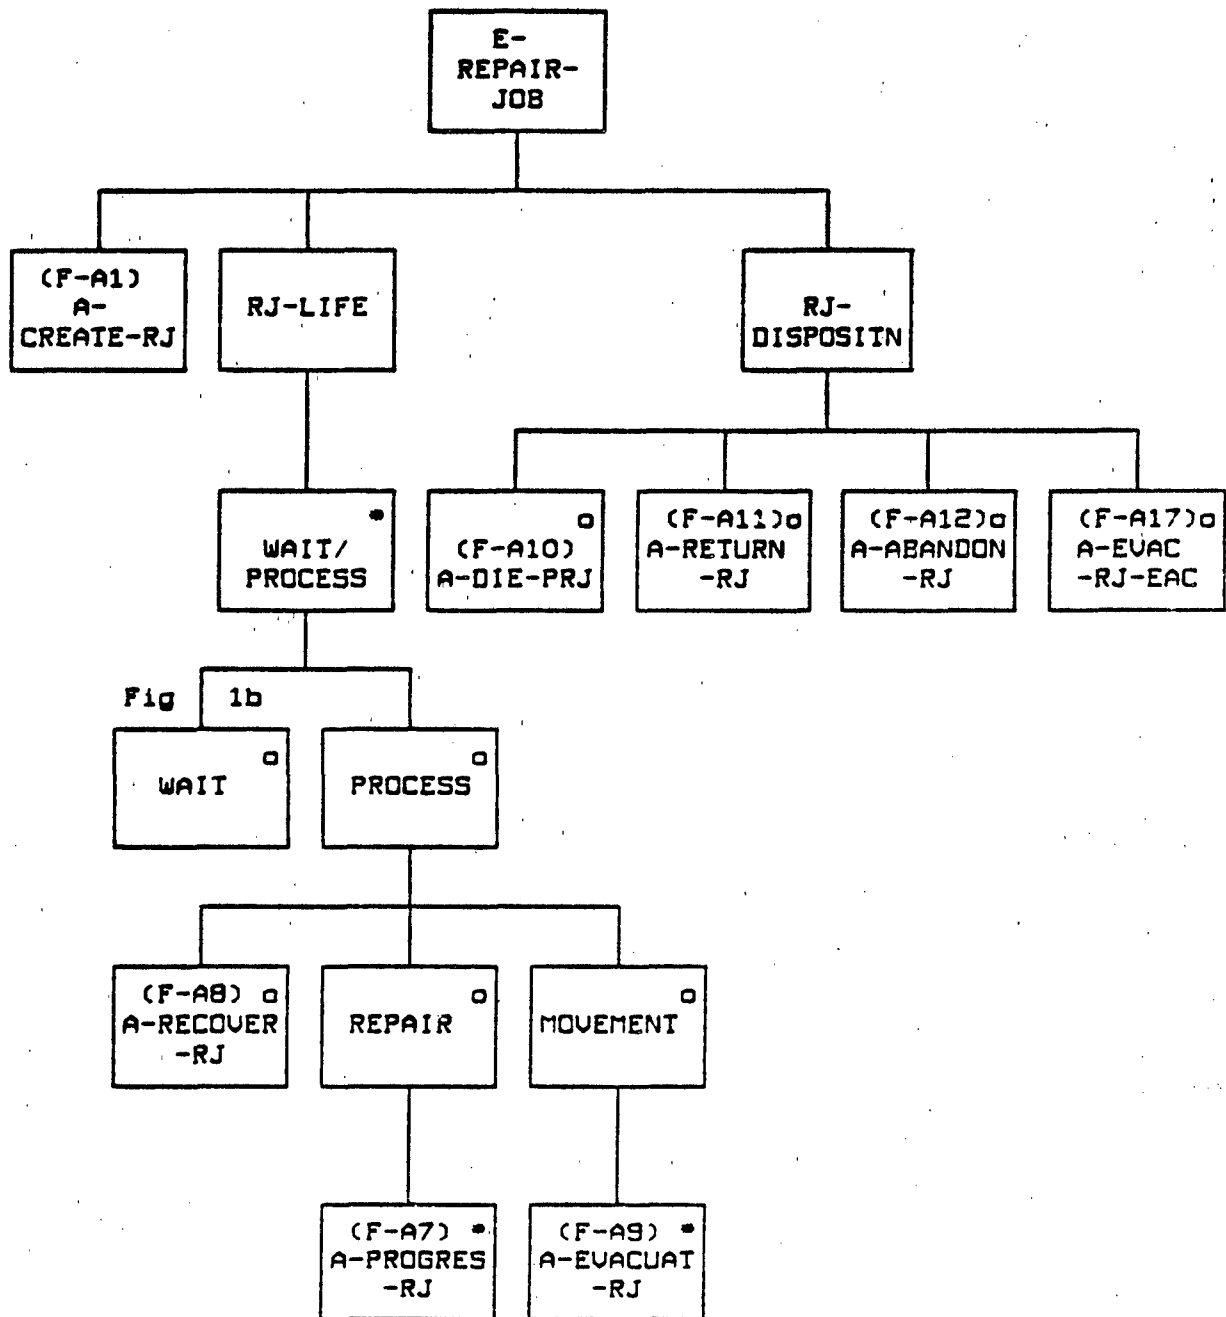 E-
REPAIR-
JOB
(F-A1)
A-
CREATE-RJ
RJ-LIFE
RJ-
DISPOSITN
*
WAIT/
PROCESS
o
(F-A10)
A-DIE-PRJ
(F-A11)o
A-RETURN
-RJ
(F-A12)o
A-ABANDON
-RJ
(F-A17)o
A-EVAC
-RJ-EAC
Fig 1b
o
WAIT
o
PROCESS
(F-A8) o
A-RECOVER
-RJ
o
REPAIR
o
MOVEMENT
(F-A7) *
A-PROGRES
-RJ
(F-A9) *
A-EVACUAT
-RJ